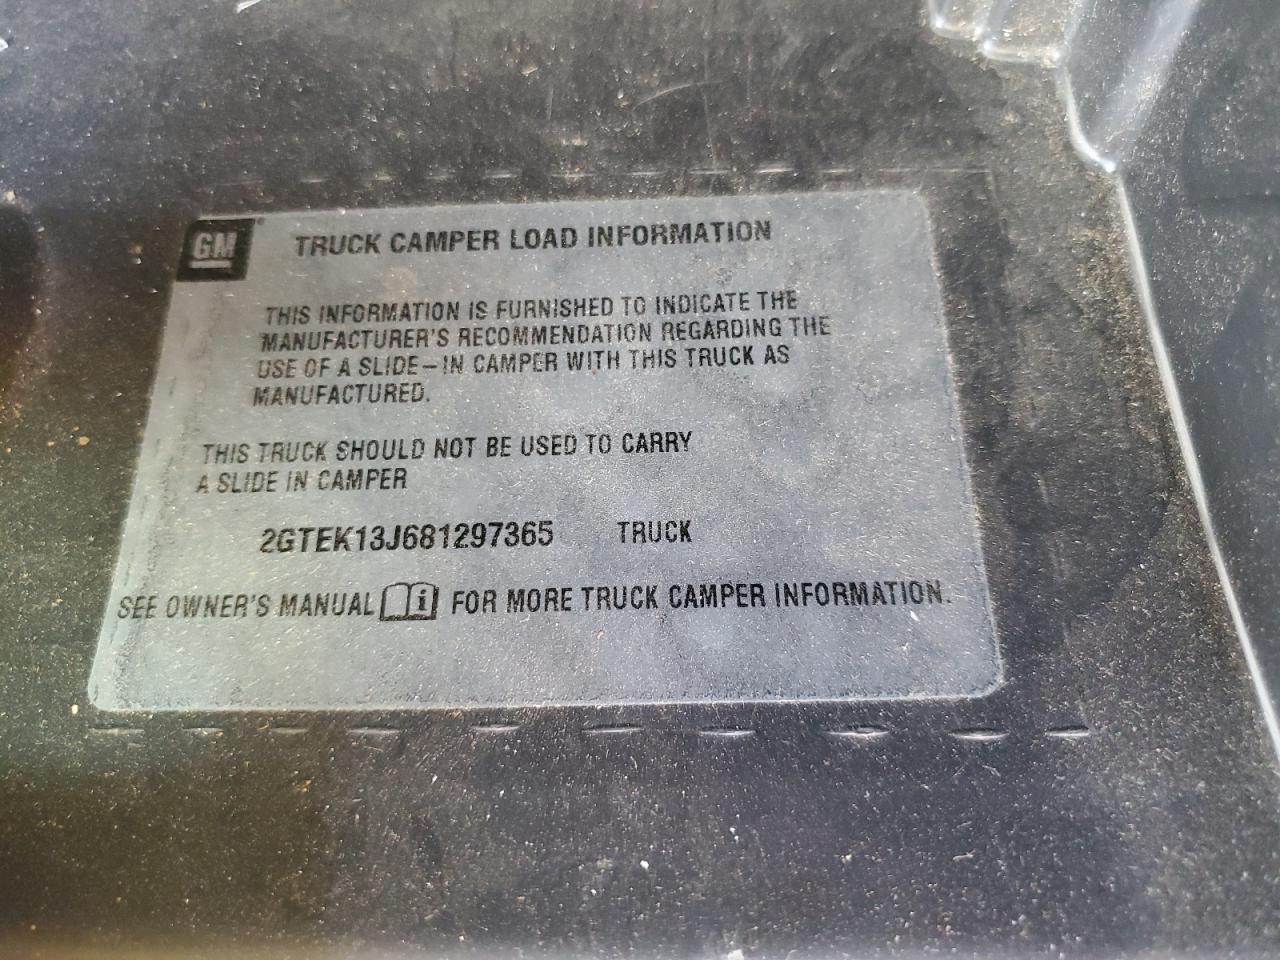 GM
TRUCK CAMPER LOAD INFORMATION
THIS INFORMATION IS FURNISHED TO INDICATE THE
MANUFACTURER'S RECOMMENDATION REGARDING THE
USE OF A SLIDE-IN CAMPER WITH THIS TRUCK AS
MANUFACTURED.
THIS TRUCK SHOULD NOT BE USED TO CARRY
A SLIDE IN CAMPER
2GTEK13J681297365 TRUCK
SEE OWNER'S MANUAL i FOR MORE TRUCK CAMPER INFORMATION.